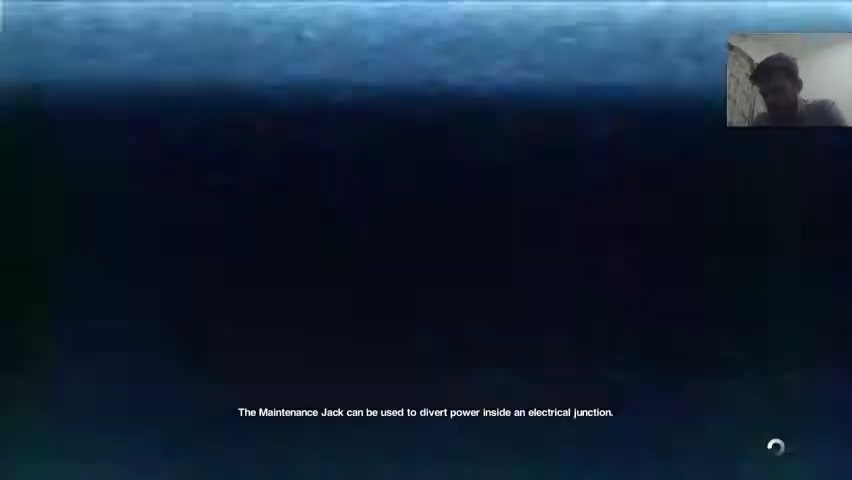 The Maintenance Jack can be used to divert power inside an electrical junction.